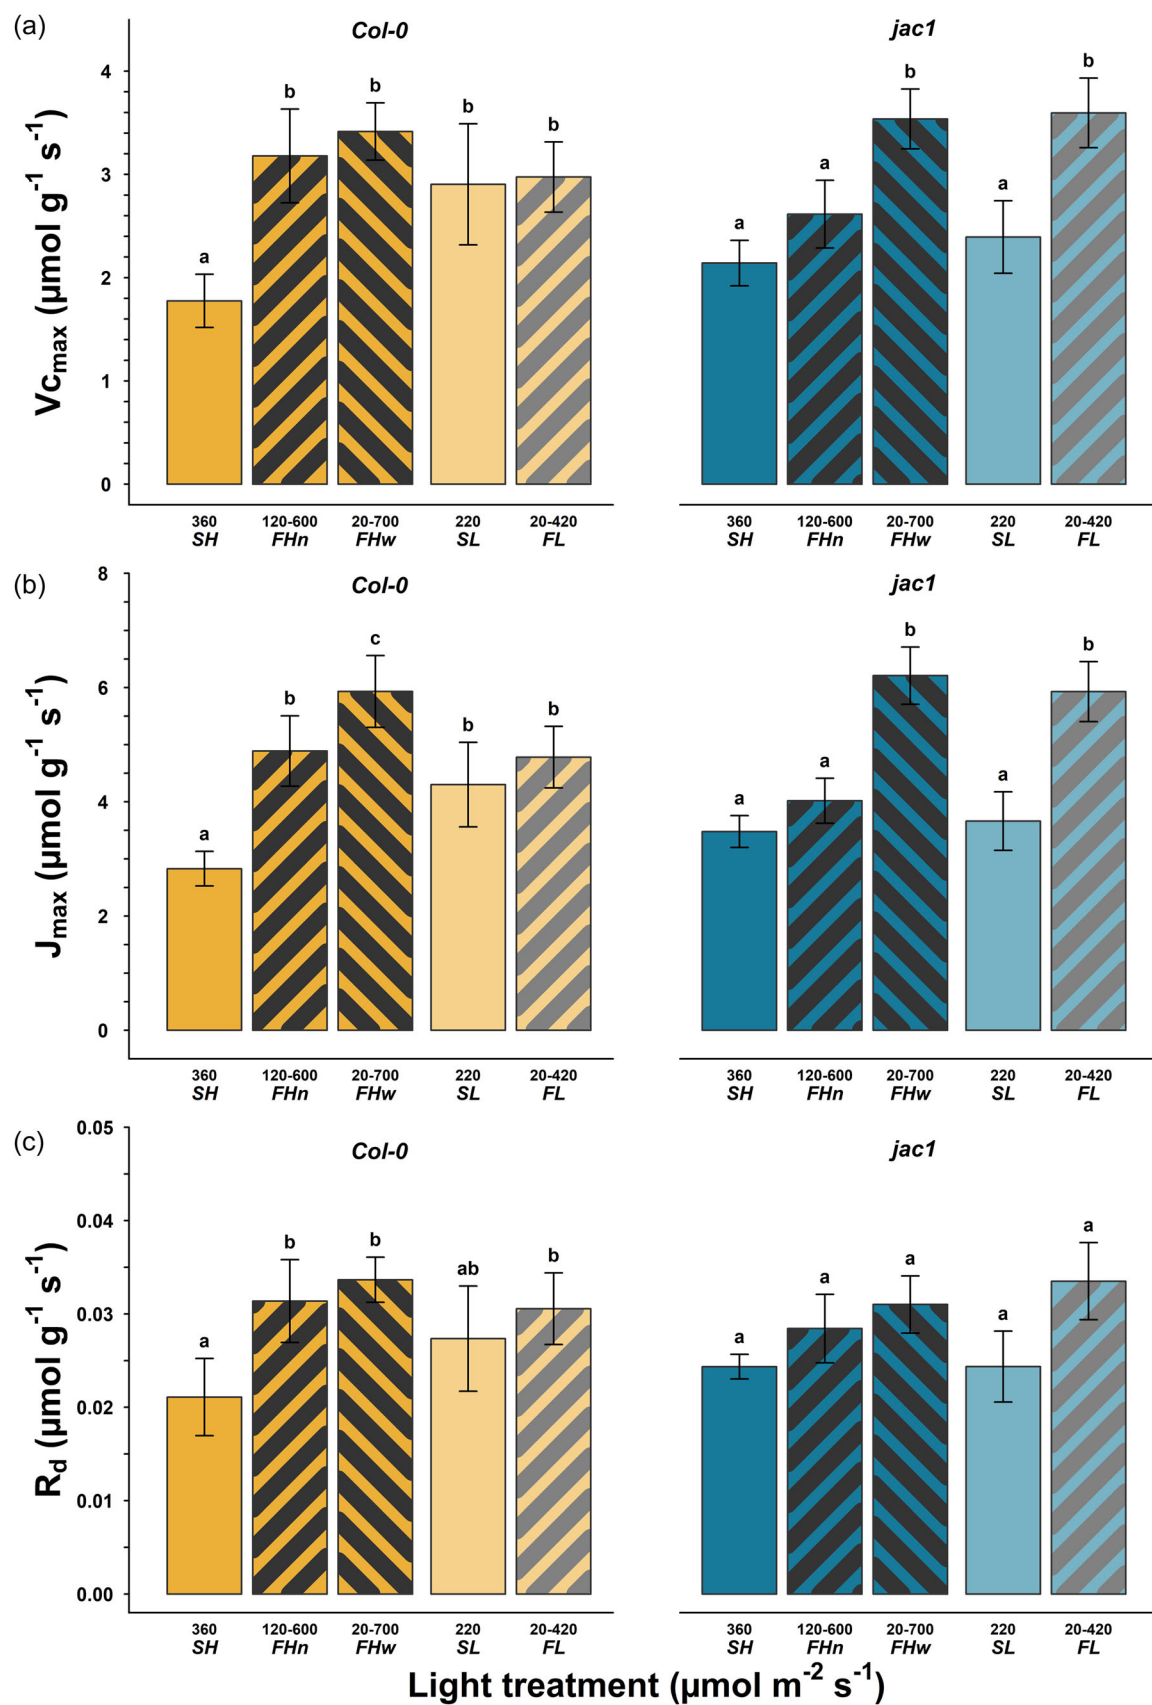 (a)
Col-0
jac1
Vc_max (μmol g^-1 s^-1)
4
3
2
1
0
a
b
b
b
b
a
a
b
a
b
360 120-600 20-700 220 20-420
SH FHn FHw SL FL
360 120-600 20-700 220 20-420
SH FHn FHw SL FL
(b)
Col-0
jac1
J_max (μmol g^-1 s^-1)
8
6
4
2
0
a
b
c
b
b
a
a
b
a
b
360 120-600 20-700 220 20-420
SH FHn FHw SL FL
360 120-600 20-700 220 20-420
SH FHn FHw SL FL
(c)
Col-0
jac1
R_d (μmol g^-1 s^-1)
0.05
0.04
0.03
0.02
0.01
0.00
a
b
b
ab
b
a
a
a
a
a
360 120-600 20-700 220 20-420
SH FHn FHw SL FL
360 120-600 20-700 220 20-420
SH FHn FHw SL FL
Light treatment (μmol m^-2 s^-1)